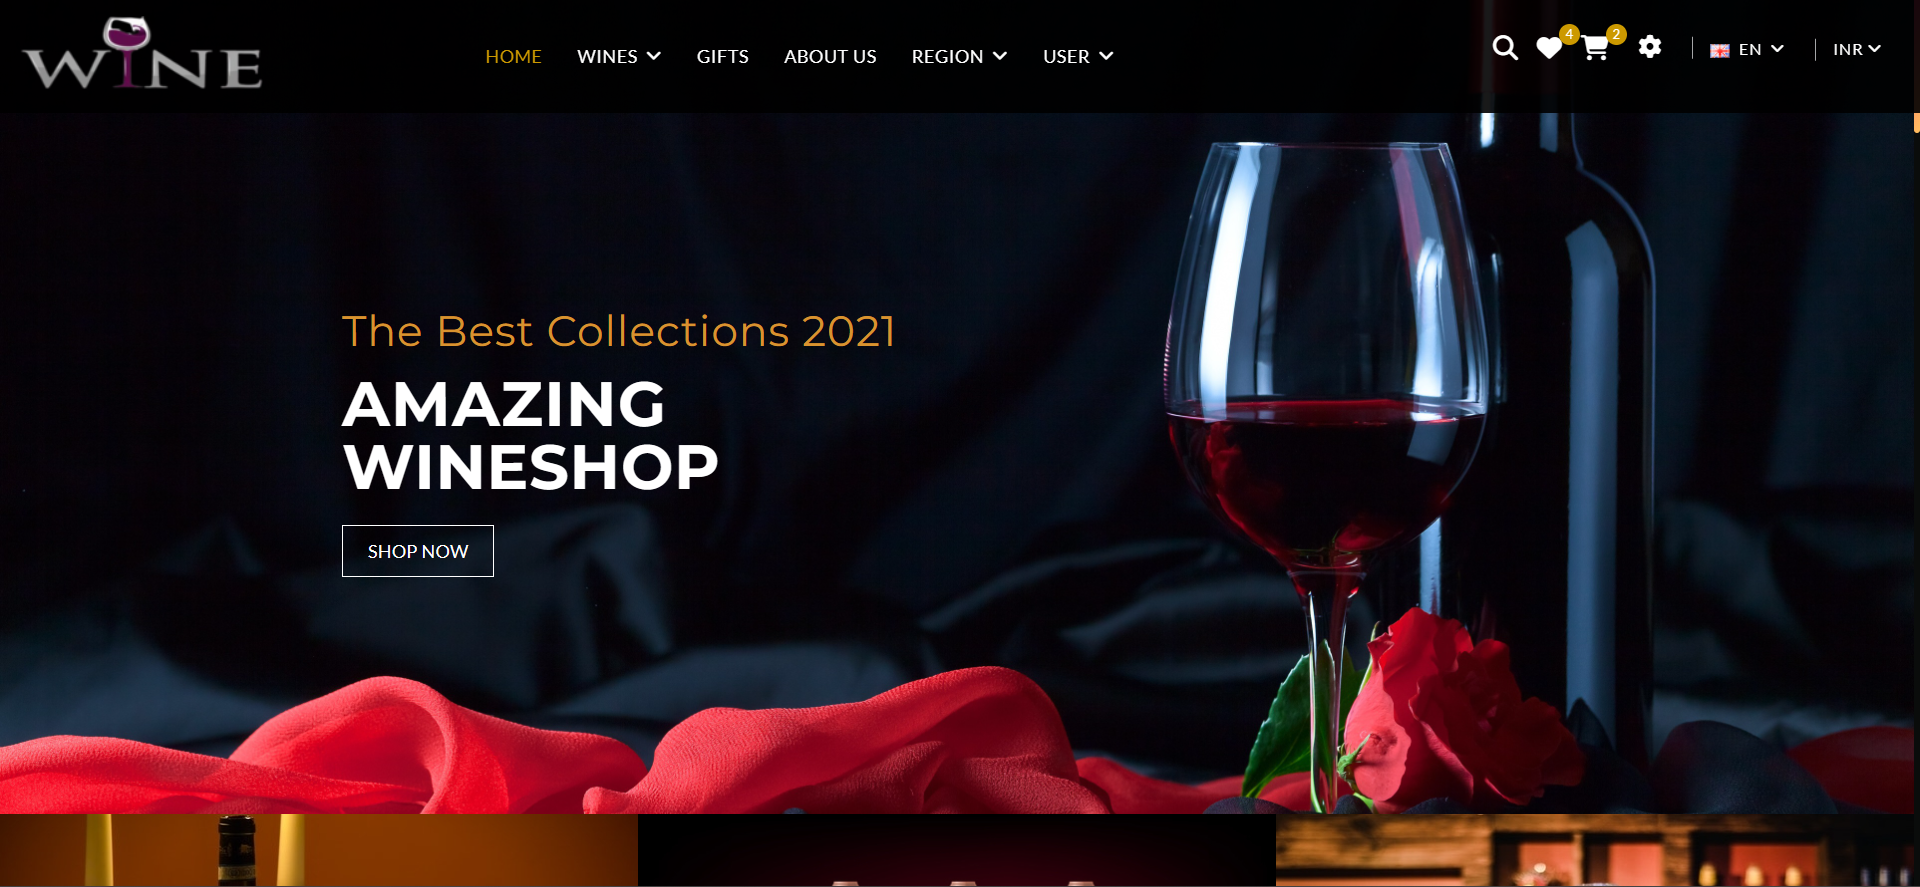 WINE
HOME WINES GIFTS ABOUT US REGION USER 4 2 EN INR
The Best Collections 2021
AMAZING
WINESHOP
SHOP NOW